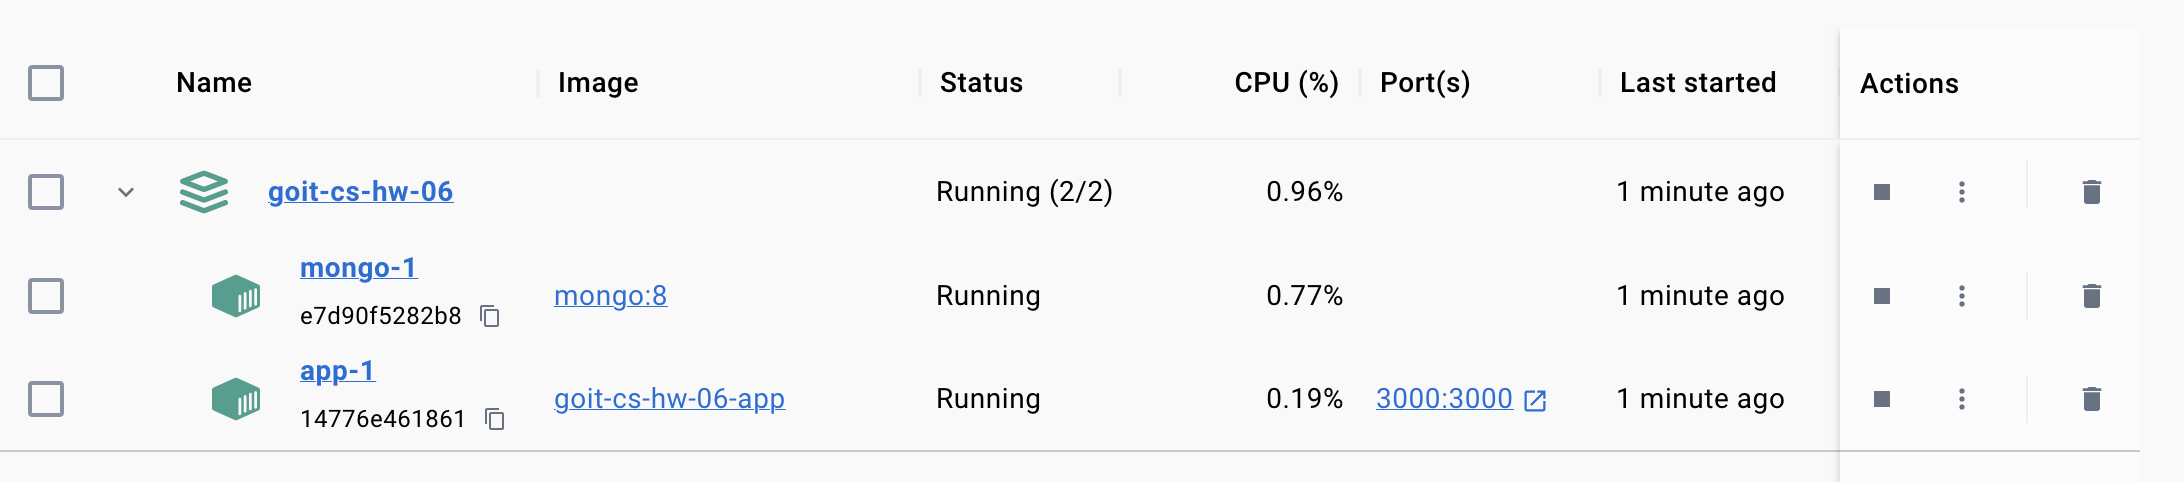 Name Image Status CPU (%) Port(s) Last started Actions
goit-cs-hw-06 Running (2/2) 0.96% 1 minute ago
mongo-1
e7d90f5282b8 mongo:8 Running 0.77% 1 minute ago
app-1
14776e461861 goit-cs-hw-06-app Running 0.19% 3000:3000 1 minute ago